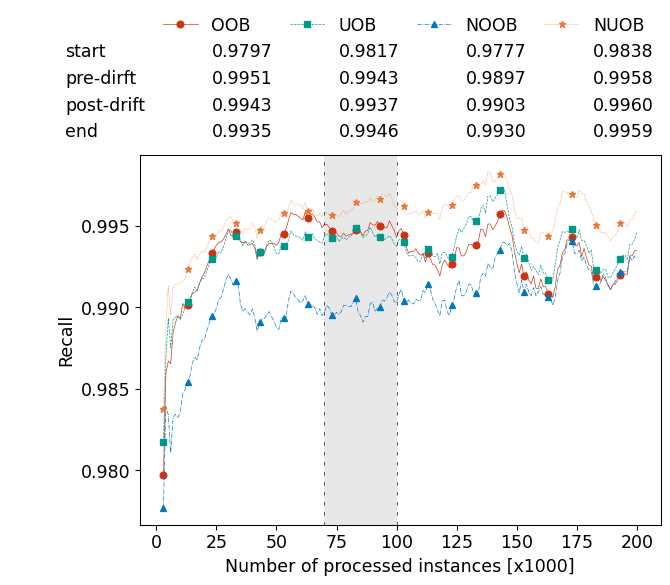 OOB UOB NOOB NUOB
start 0.9797 0.9817 0.9777 0.9838
pre-dirft 0.9951 0.9943 0.9897 0.9958
post-drift 0.9943 0.9937 0.9903 0.9960
end 0.9935 0.9946 0.9930 0.9959
0.995
0.990
0.985
0.980
Recall
0 25 50 75 100 125 150 175 200
Number of processed instances [x1000]